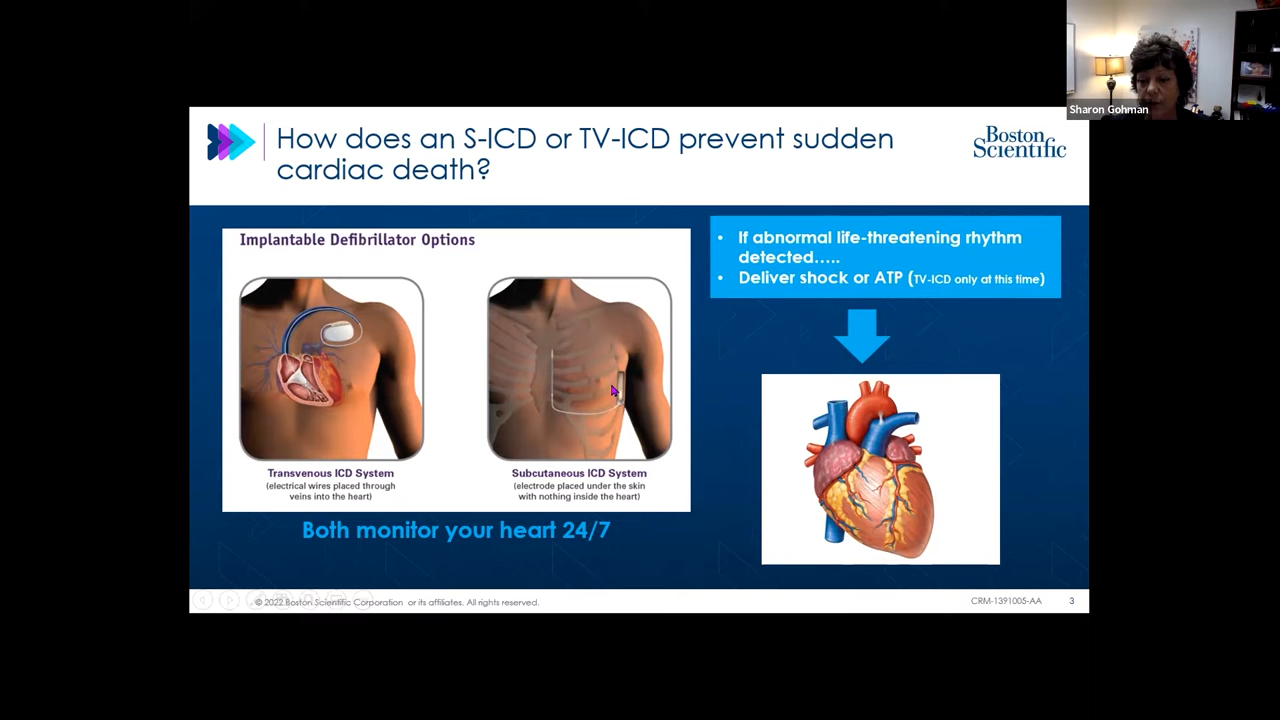 Sharon Gohman
How does an S-ICD or TV-ICD prevent sudden
cardiac death?
Boston
Scientific
Implantable Defibrillator Options
Transvenous ICD System
(electrical wires placed through
veins into the heart)
Subcutaneous ICD System
(electrode placed under the skin
with nothing inside the heart)
Both monitor your heart 24/7
• If abnormal life-threatening rhythm
detected…..
• Deliver shock or ATP (TV-ICD only at this time)
© 2022 Boston Scientific Corporation or its affiliates. All rights reserved.
CRM-1391005-AA 3